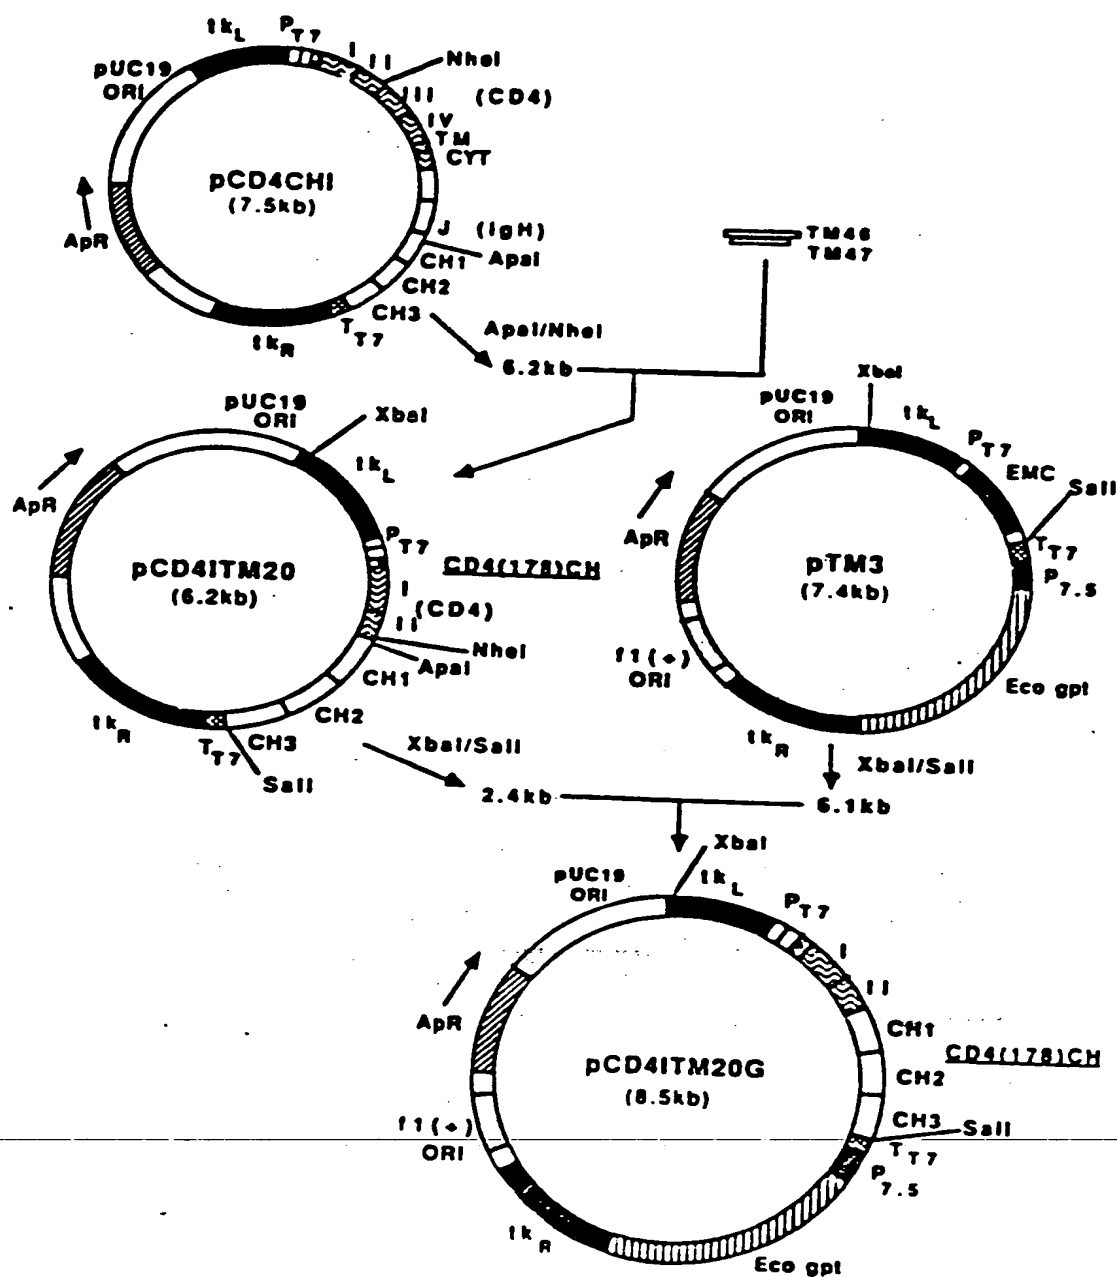 tkL
PT7
I
II
NheI
pUC19
ORI
III
(CD4)
IV
TM
CYT
pCD4CHI
(7.5kb)
ApR
J (IgH)
ApaI
CH1
CH2
CH3
TT7
tkR
TM46
TM47
ApaI/NheI
6.2kb
pUC19
ORI
XbaI
tkL
ApR
PT7
pCD4ITM20
(6.2kb)
CD4(178)CH
I
(CD4)
II
NheI
ApaI
CH1
CH2
CH3
TT7
SalI
tkR
XbaI/SalI
2.4kb
XbaI
pUC19
ORI
tkL
PT7
EMC
SalI
ApR
TT7
P7.5
pTM3
(7.4kb)
f1(+)
ORI
Eco gpt
tkR
XbaI/SalI
6.1kb
XbaI
pUC19
ORI
tkL
PT7
I
II
ApR
CH1
CD4(178)CH
pCD4ITM20G
(8.5kb)
CH2
CH3
SalI
TT7
P7.5
f1(+)
ORI
tkR
Eco gpt